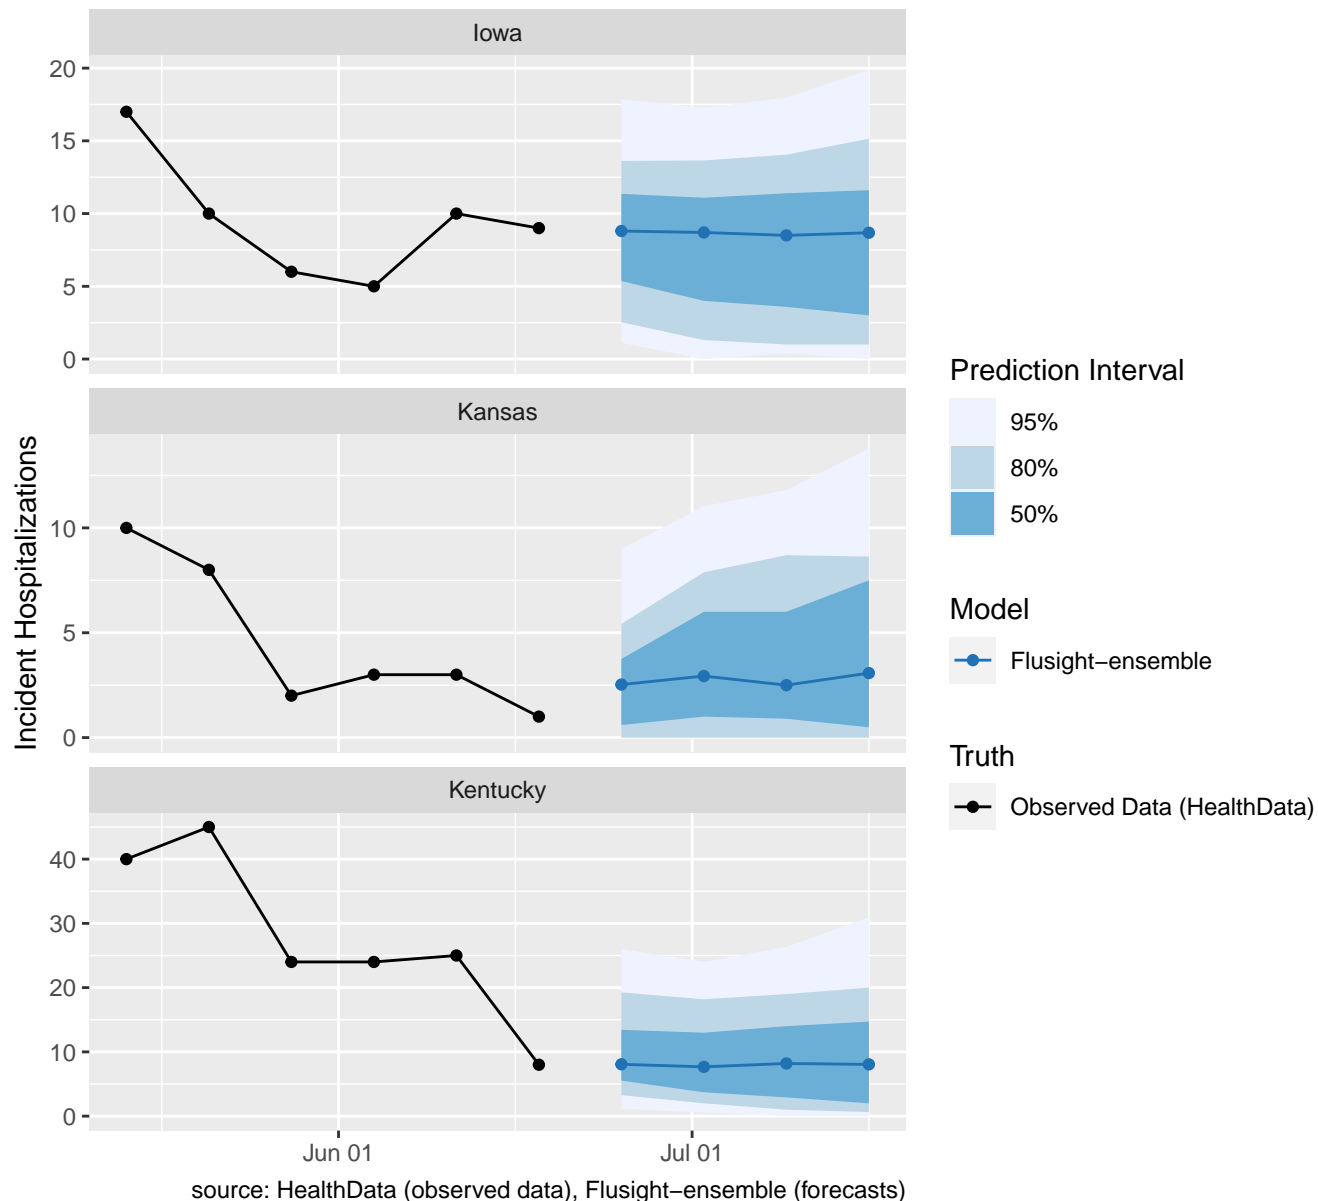 Iowa
20
15
10
5
0
Kansas
10
5
0
Kentucky
40
30
20
10
0
Incident Hospitalizations
Jun 01
Jul 01
source: HealthData (observed data), Flusight−ensemble (forecasts)
Prediction Interval
95%
80%
50%
Model
Flusight−ensemble
Truth
Observed Data (HealthData)